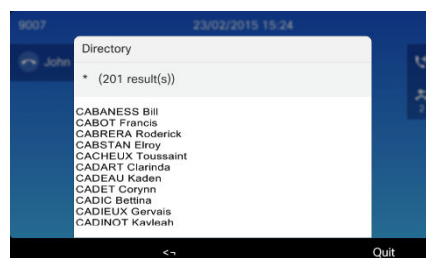 9007 23/02/2015 15:24
Directory
John
* (201 result(s))
CABANESS Bill
CABOT Francis
CABRERA Roderick
CABSTAN Elroy
CACHEUX Toussaint
CADART Clarinda
CADEAU Kaden
CADET Corynn
CADIC Bettina
CADIEUX Gervais
CADINOT Kayleah
<¬ Quit